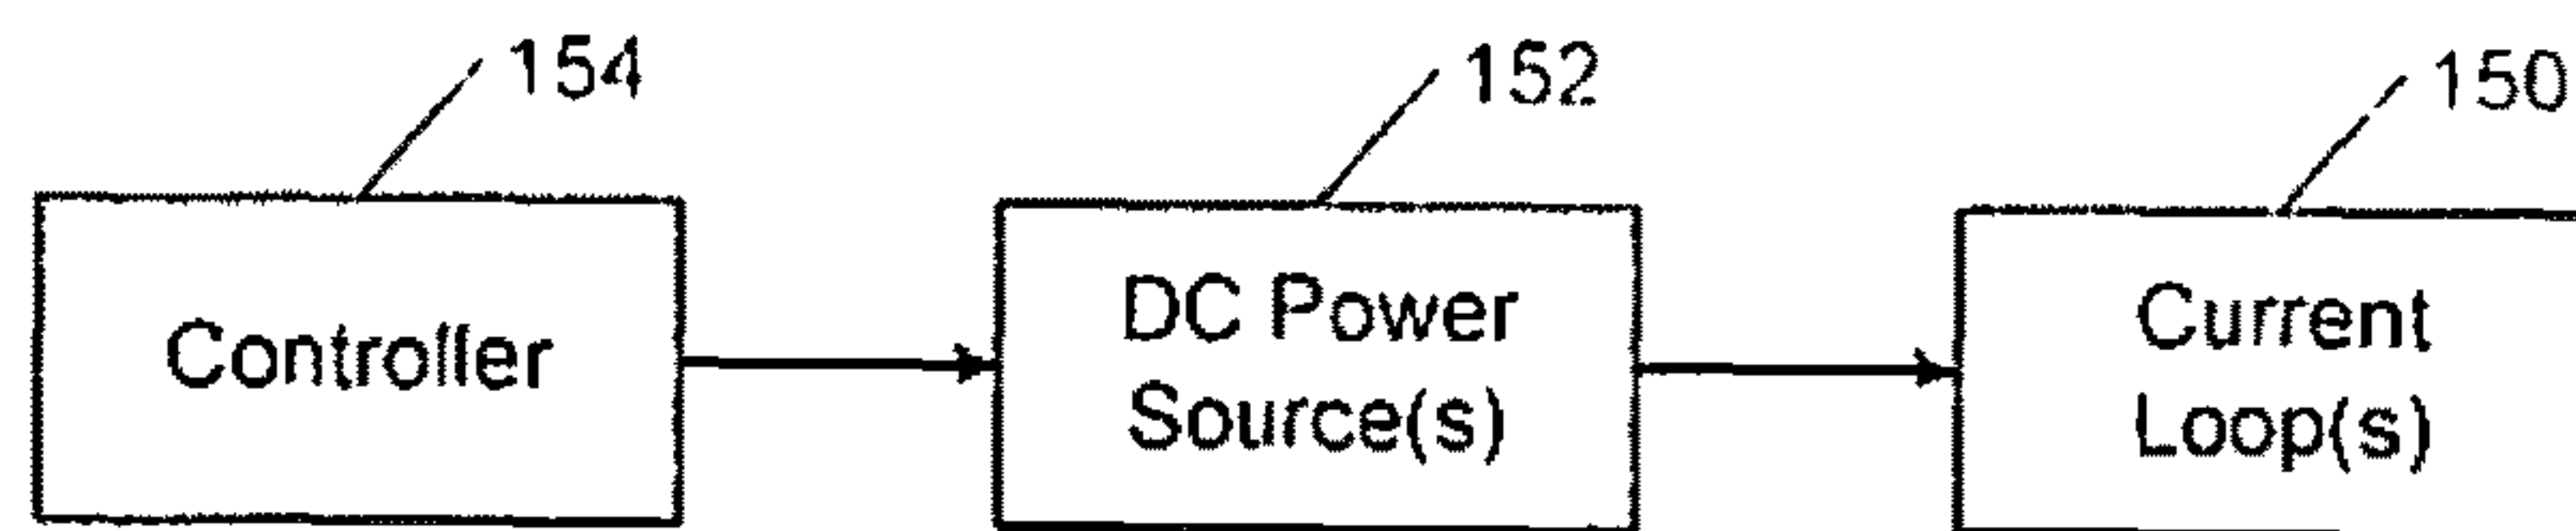 154
152
150
Controller
DC Power
Source(s)
Current
Loop(s)